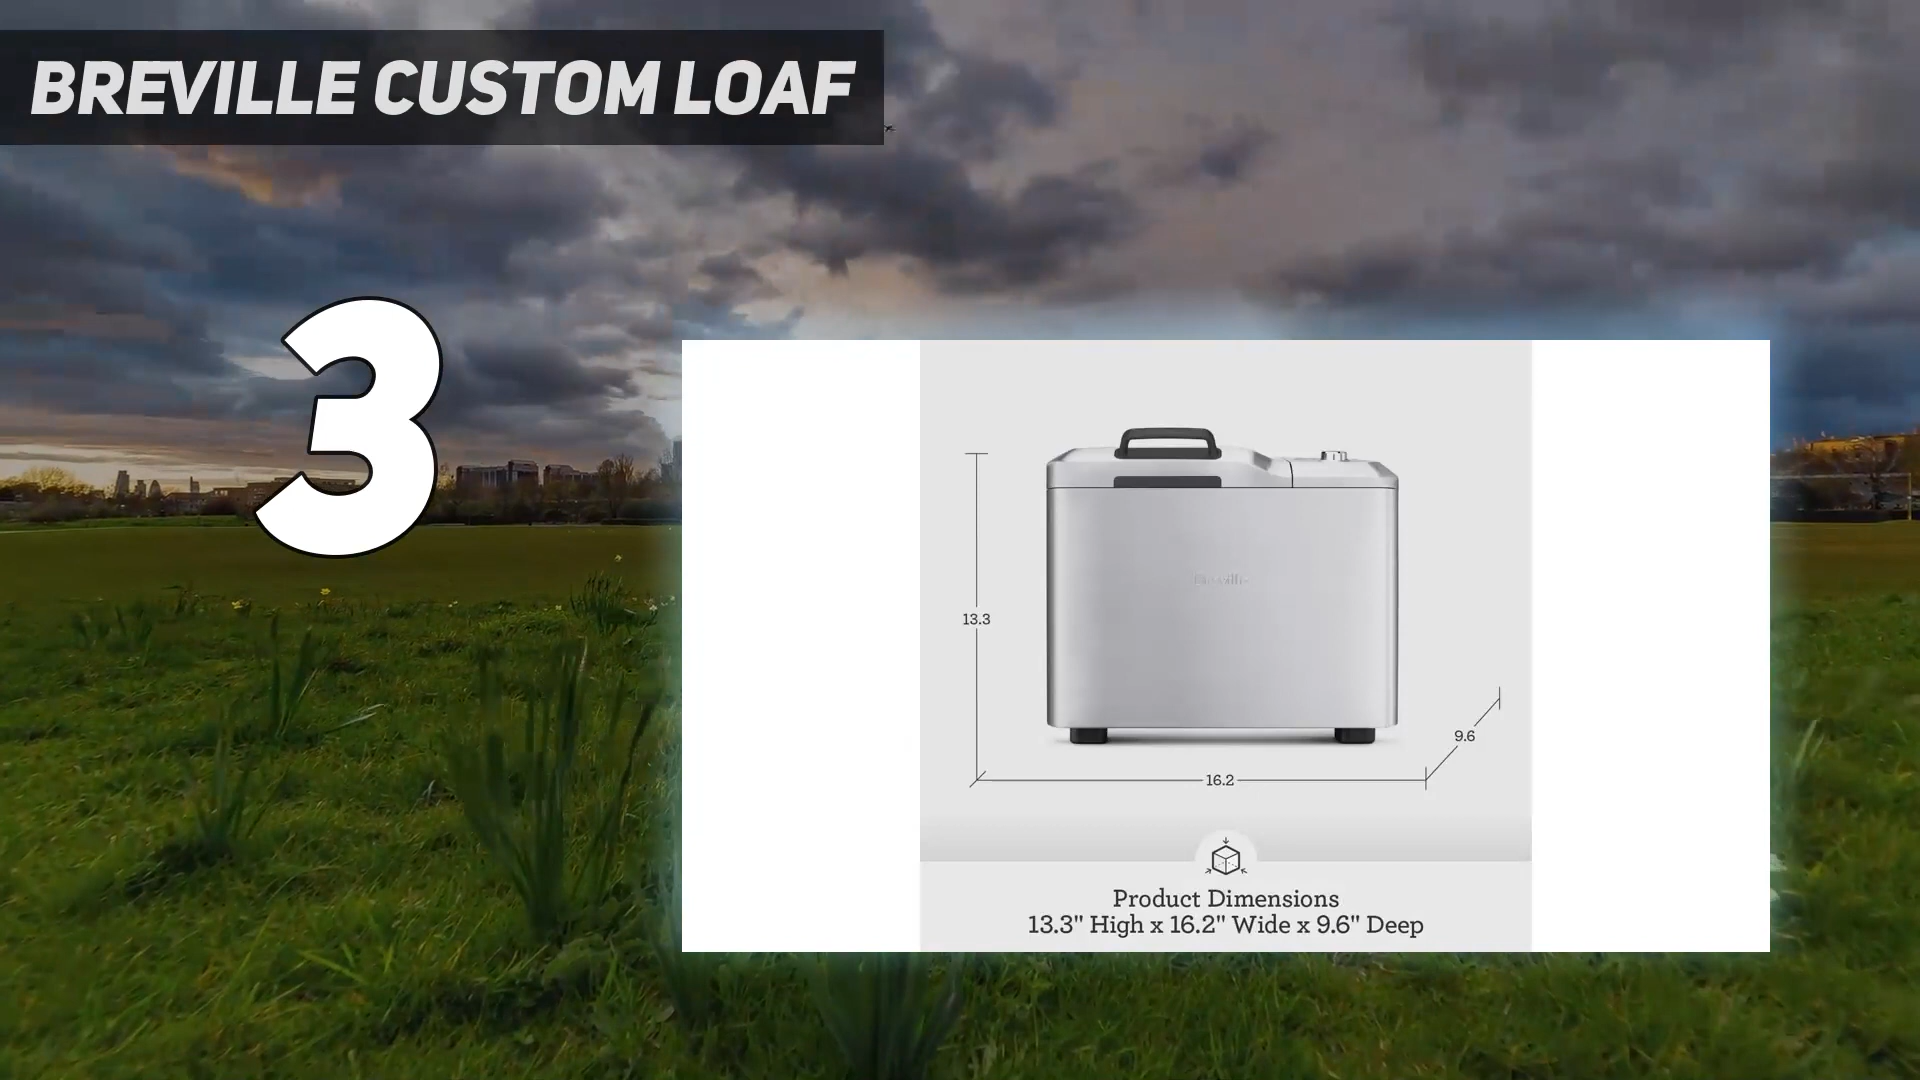 BREVILLE CUSTOM LOAF
3
Breville
13.3
9.6
16.2
Product Dimensions
13.3" High x 16.2" Wide x 9.6" Deep